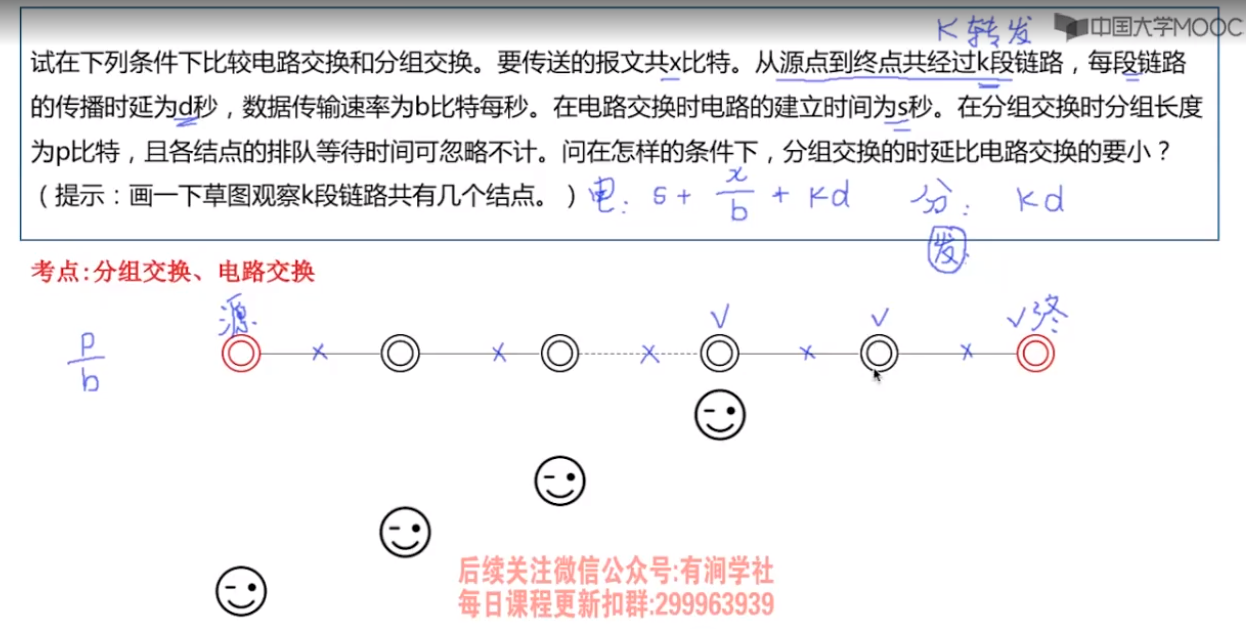 K 转发
中国大学MOOC
试在下列条件下比较电路交换和分组交换。要传送的报文共x比特。从源点到终点共经过k段链路，每段链路
的传播时延为d秒，数据传输速率为b比特每秒。在电路交换时电路的建立时间为s秒。在分组交换时分组长度
为p比特，且各结点的排队等待时间可忽略不计。问在怎样的条件下，分组交换的时延比电路交换的要小？
（提示：画一下草图观察k段链路共有几个结点。）电: s + x/b + kd 分: kd
发
考点:分组交换、电路交换
源 终
p/b
后续关注微信公众号:有涧学社
每日课程更新扣群:299963939